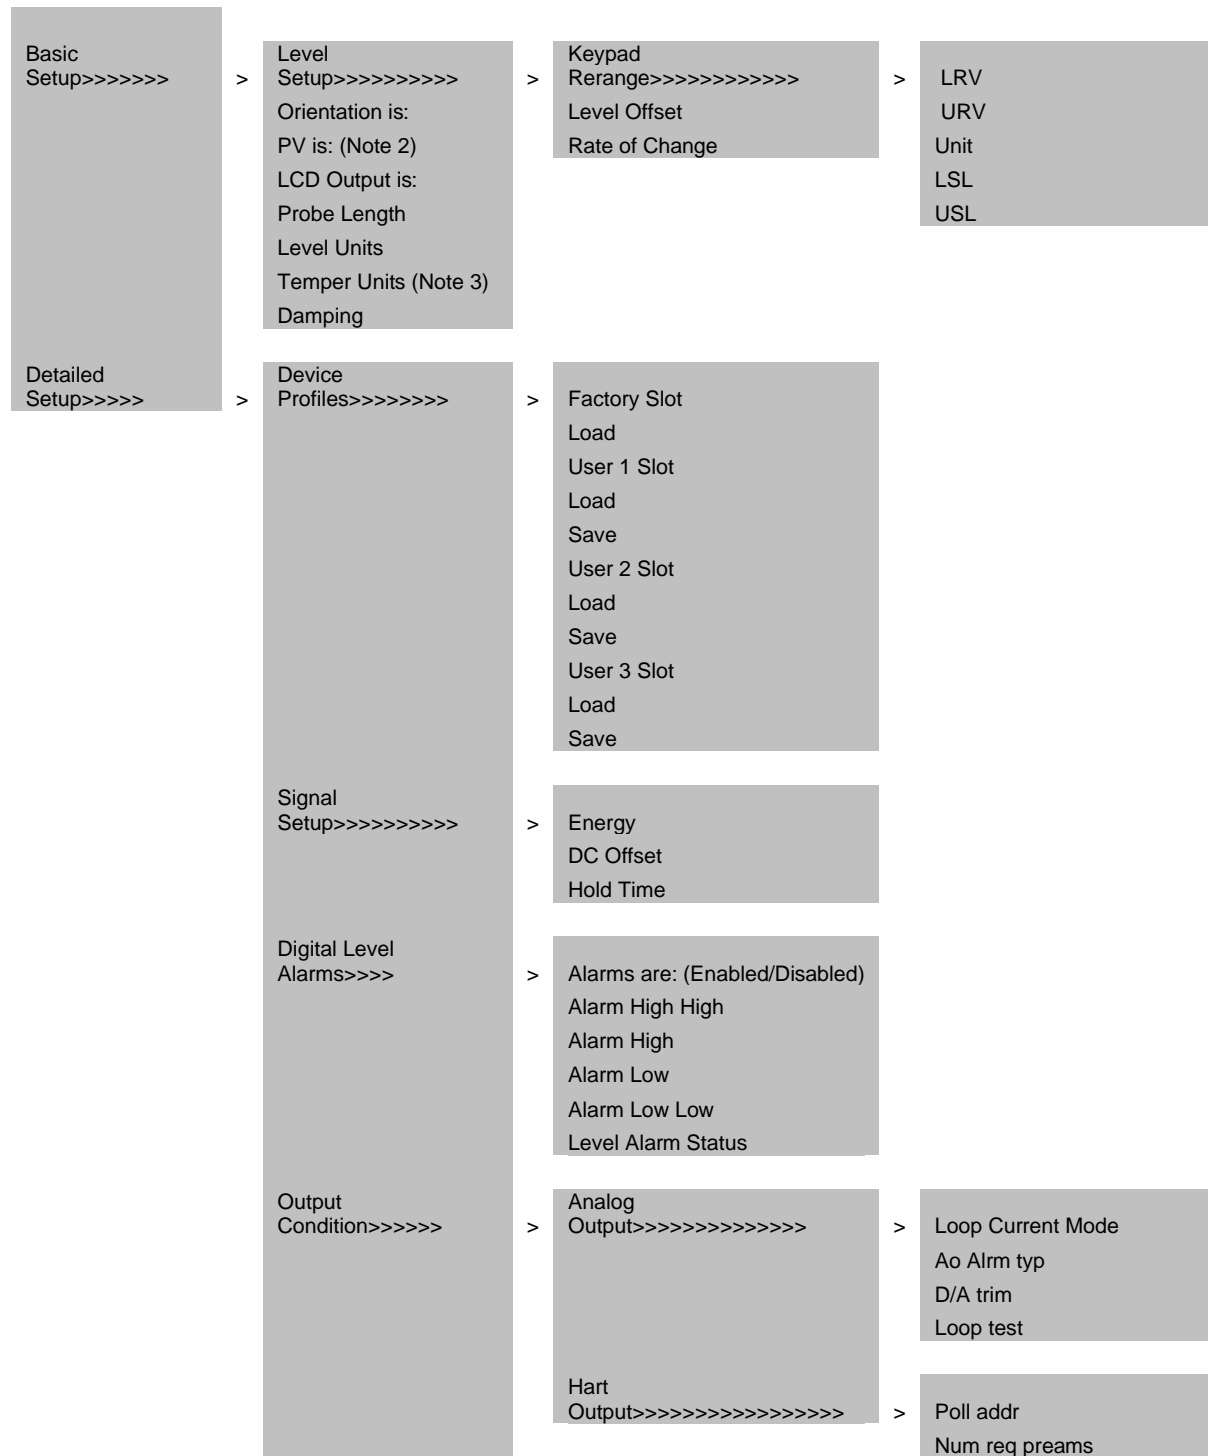 Basic
Setup>>>>>>>
>
Level
Setup>>>>>>>>>>
>
Keypad
Rerange>>>>>>>>>>>>
>
LRV
Orientation is:
Level Offset
URV
PV is: (Note 2)
Rate of Change
Unit
LCD Output is:
LSL
Probe Length
USL
Level Units
Temper Units (Note 3)
Damping
Detailed
Setup>>>>>
>
Device
Profiles>>>>>>>>
>
Factory Slot
Load
User 1 Slot
Load
Save
User 2 Slot
Load
Save
User 3 Slot
Load
Save
Signal
Setup>>>>>>>>>>
>
Energy
DC Offset
Hold Time
Digital Level
Alarms>>>>
>
Alarms are: (Enabled/Disabled)
Alarm High High
Alarm High
Alarm Low
Alarm Low Low
Level Alarm Status
Output
Condition>>>>>>
>
Analog
Output>>>>>>>>>>>>>>
>
Loop Current Mode
Ao Alrm typ
D/A trim
Loop test
Hart
Output>>>>>>>>>>>>>>>>>
>
Poll addr
Num req preams